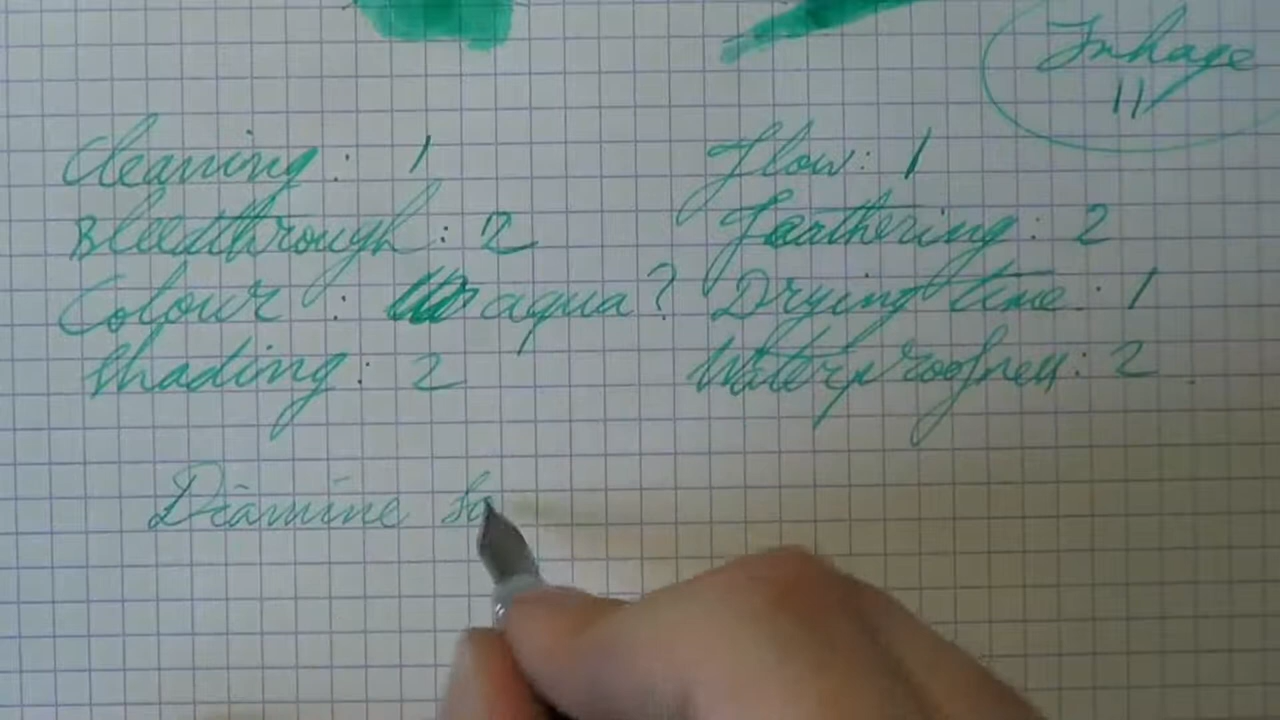 Inkage
11
Cleaning: 1
Flow: 1
Bleedthrough: 2
Feathering: 2
Colour: aqua?
Drying time: 1
Shading: 2
Waterproofness: 2
Diamine